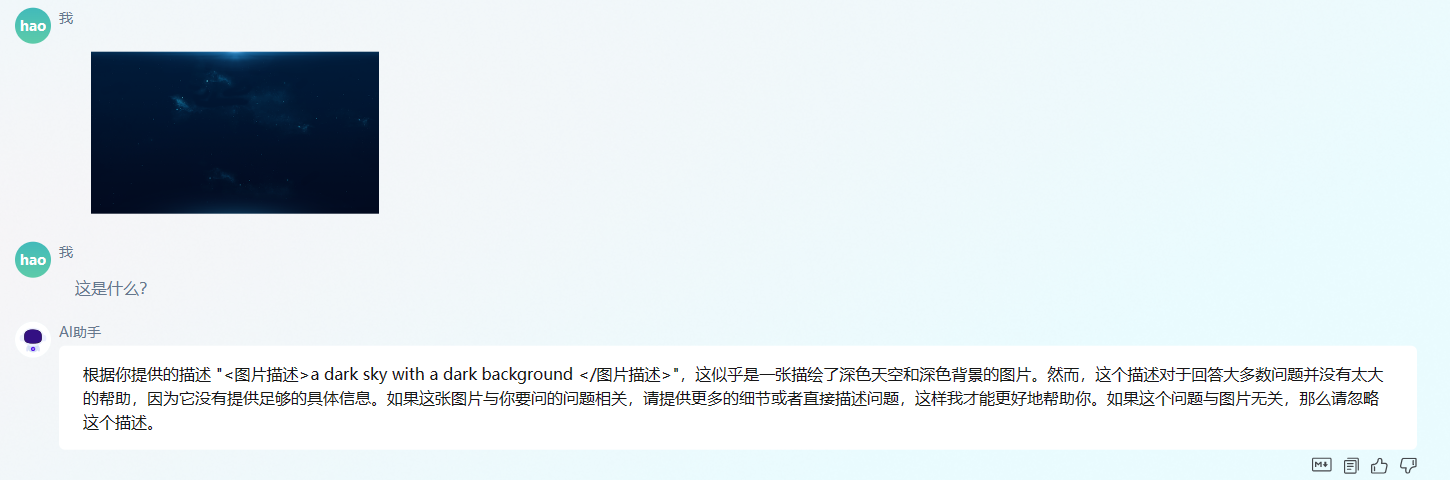 hao 我
hao 我
这是什么?
AI助手
根据你提供的描述 "<图片描述>a dark sky with a dark background </图片描述>"，这似乎是一张描绘了深色天空和深色背景的图片。然而，这个描述对于回答大多数问题并没有太大
的帮助，因为它没有提供足够的具体信息。如果这张图片与你要问的问题相关，请提供更多的细节或者直接描述问题，这样我才能更好地帮助你。如果这个问题与图片无关，那么请忽略
这个描述。
M